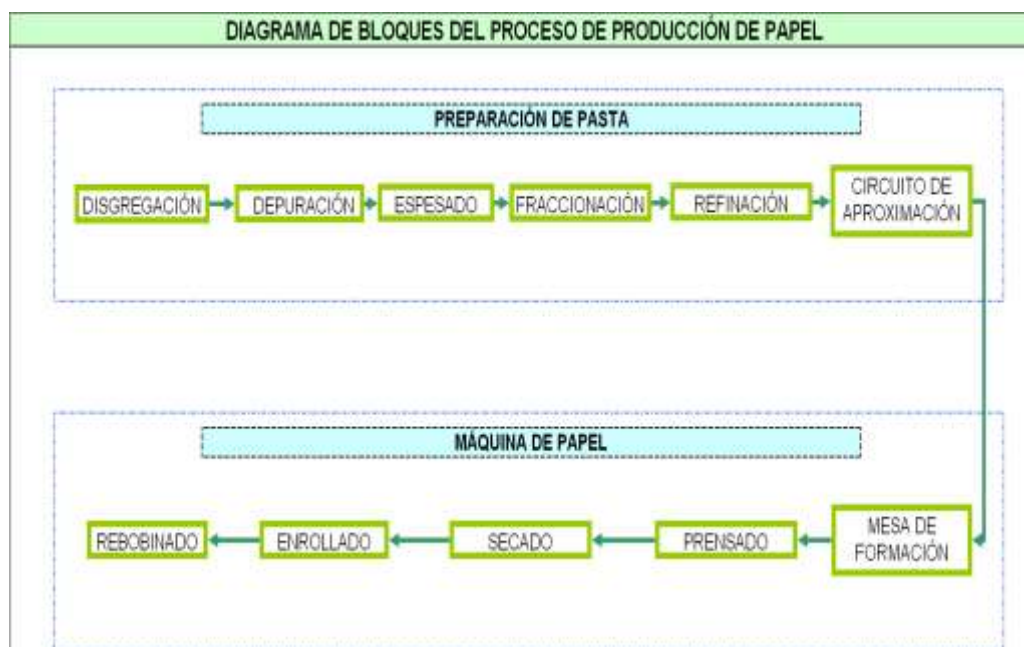 DIAGRAMA DE BLOQUES DEL PROCESO DE PRODUCCIÓN DE PAPEL
PREPARACIÓN DE PASTA
DISGREGACIÓN
DEPURACIÓN
ESPESADO
FRACCIONACIÓN
REFINACIÓN
CIRCUITO DE
APROXIMACIÓN
MÁQUINA DE PAPEL
MESA DE
FORMACIÓN
PRENSADO
SECADO
ENROLLADO
REBOBINADO